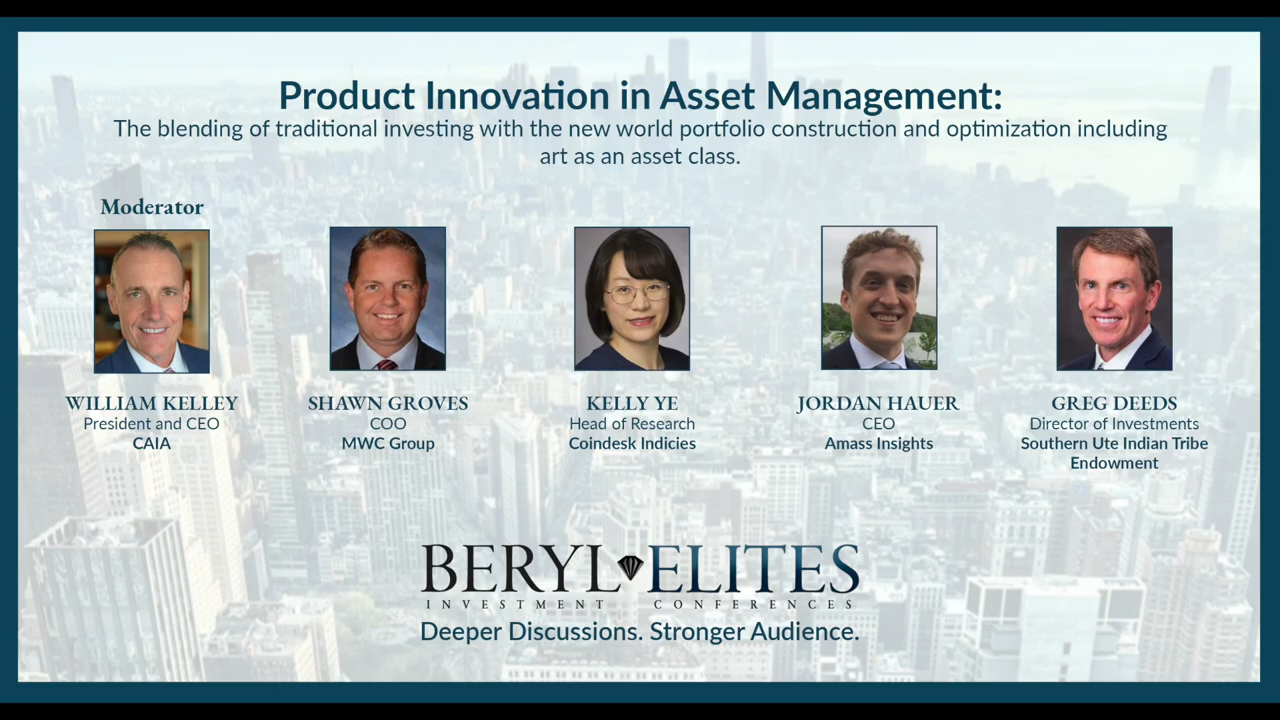 Product Innovation in Asset Management:
The blending of traditional investing with the new world portfolio construction and optimization including
art as an asset class.
Moderator
WILLIAM KELLEY
President and CEO
CAIA
SHAWN GROVES
COO
MWC Group
KELLY YE
Head of Research
Coindesk Indicies
JORDAN HAUER
CEO
Amass Insights
GREG DEEDS
Director of Investments
Southern Ute Indian Tribe
Endowment
BERYL ELITES
INVESTMENT CONFERENCES
Deeper Discussions. Stronger Audience.